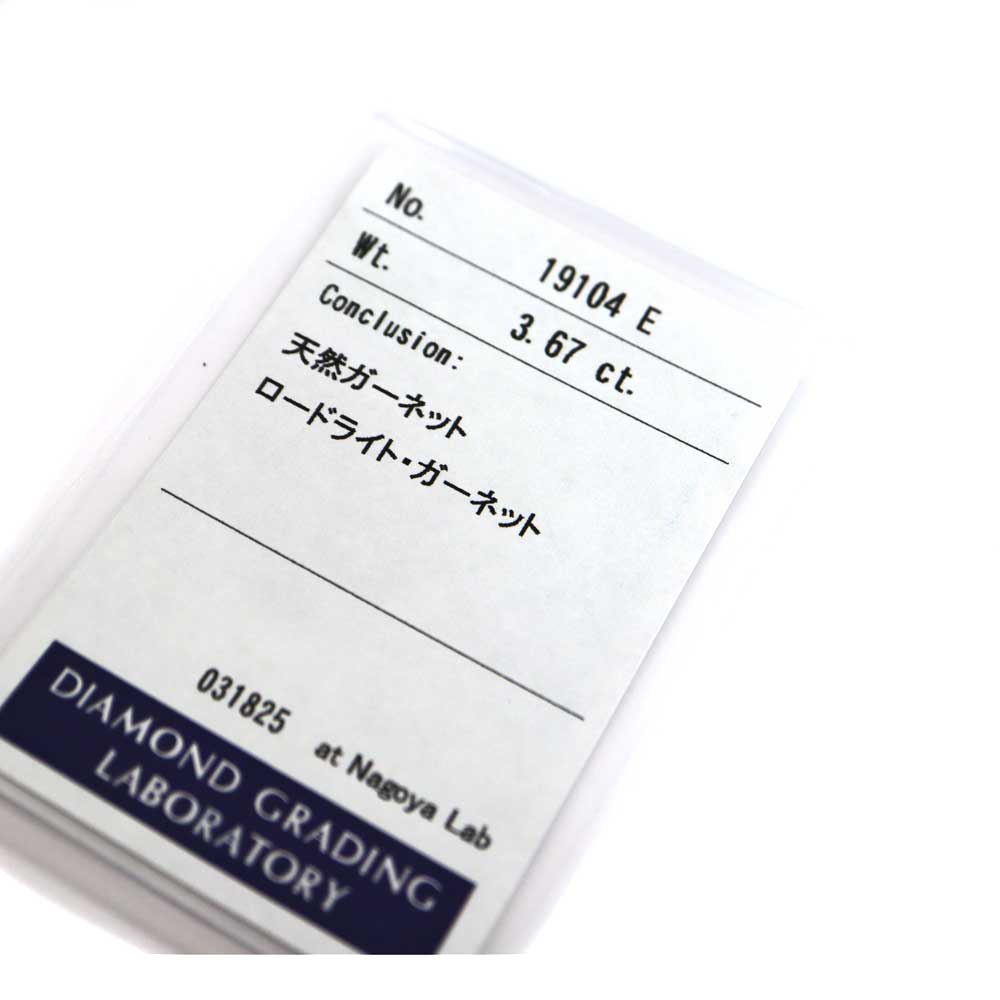 No. 19104 E
Wt. 3.67 ct.
Conclusion:
天然ガーネット
ロードライト・ガーネット
031825 at Nagoya Lab
DIAMOND GRADING
LABORATORY